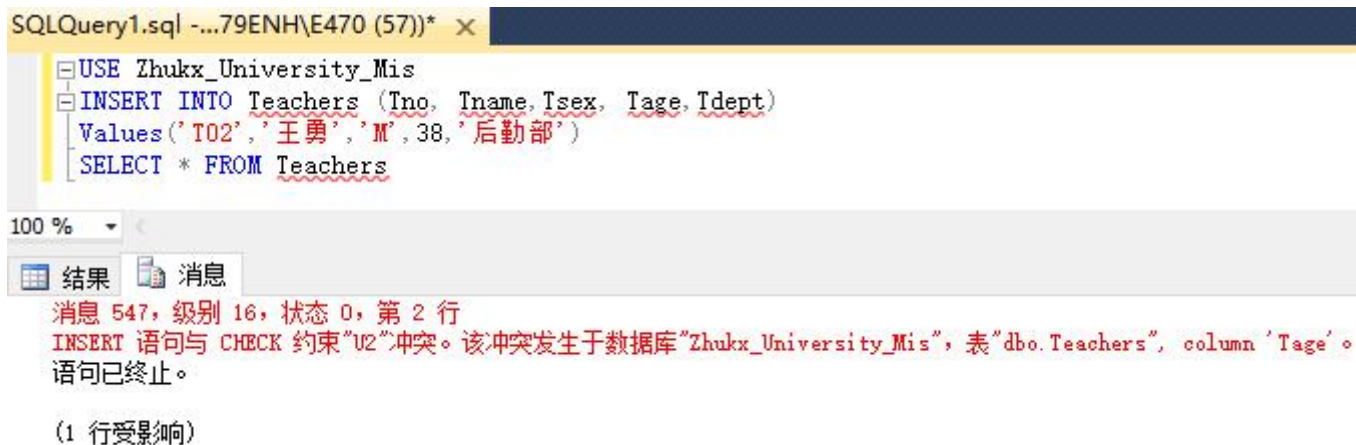 SQLQuery1.sql -...79ENH\E470 (57))* ×
USE Zhukx_University_Mis
INSERT INTO Teachers (Tno, Tname,Tsex, Tage,Tdept)
Values('T02','王勇','M',38,'后勤部')
SELECT * FROM Teachers
100 %
结果 消息
消息 547，级别 16，状态 0，第 2 行
INSERT 语句与 CHECK 约束"U2"冲突。该冲突发生于数据库"Zhukx_University_Mis"，表"dbo.Teachers", column 'Tage'。
语句已终止。
(1 行受影响)